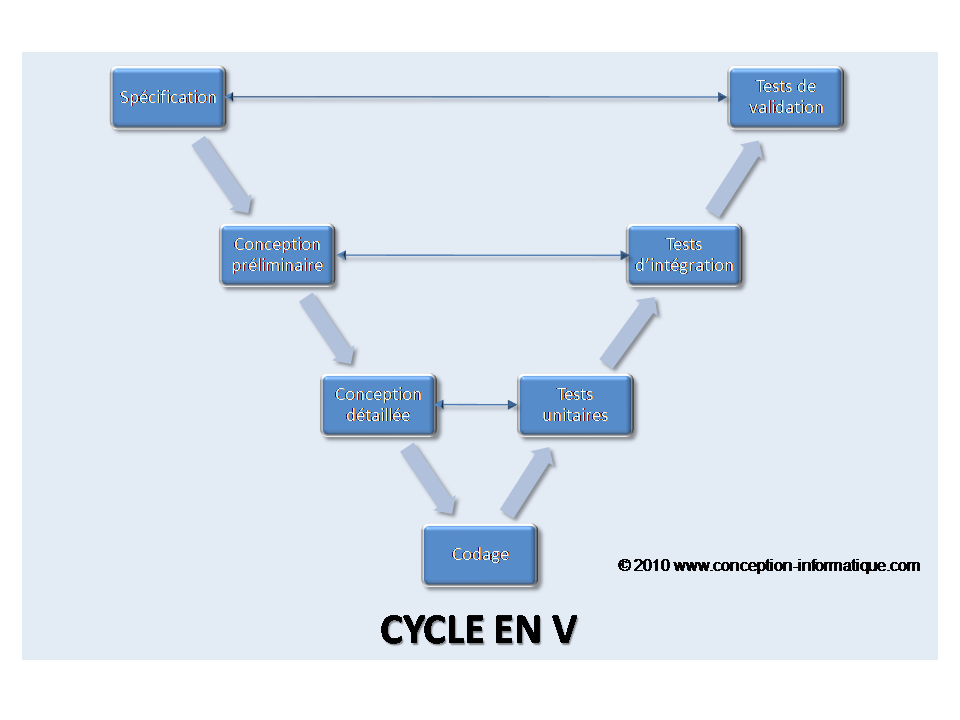 Spécification
Tests de
validation
Conception
préliminaire
Tests
d'intégration
Conception
détaillée
Tests
unitaires
Codage
© 2010 www.conception-informatique.com
CYCLE EN V